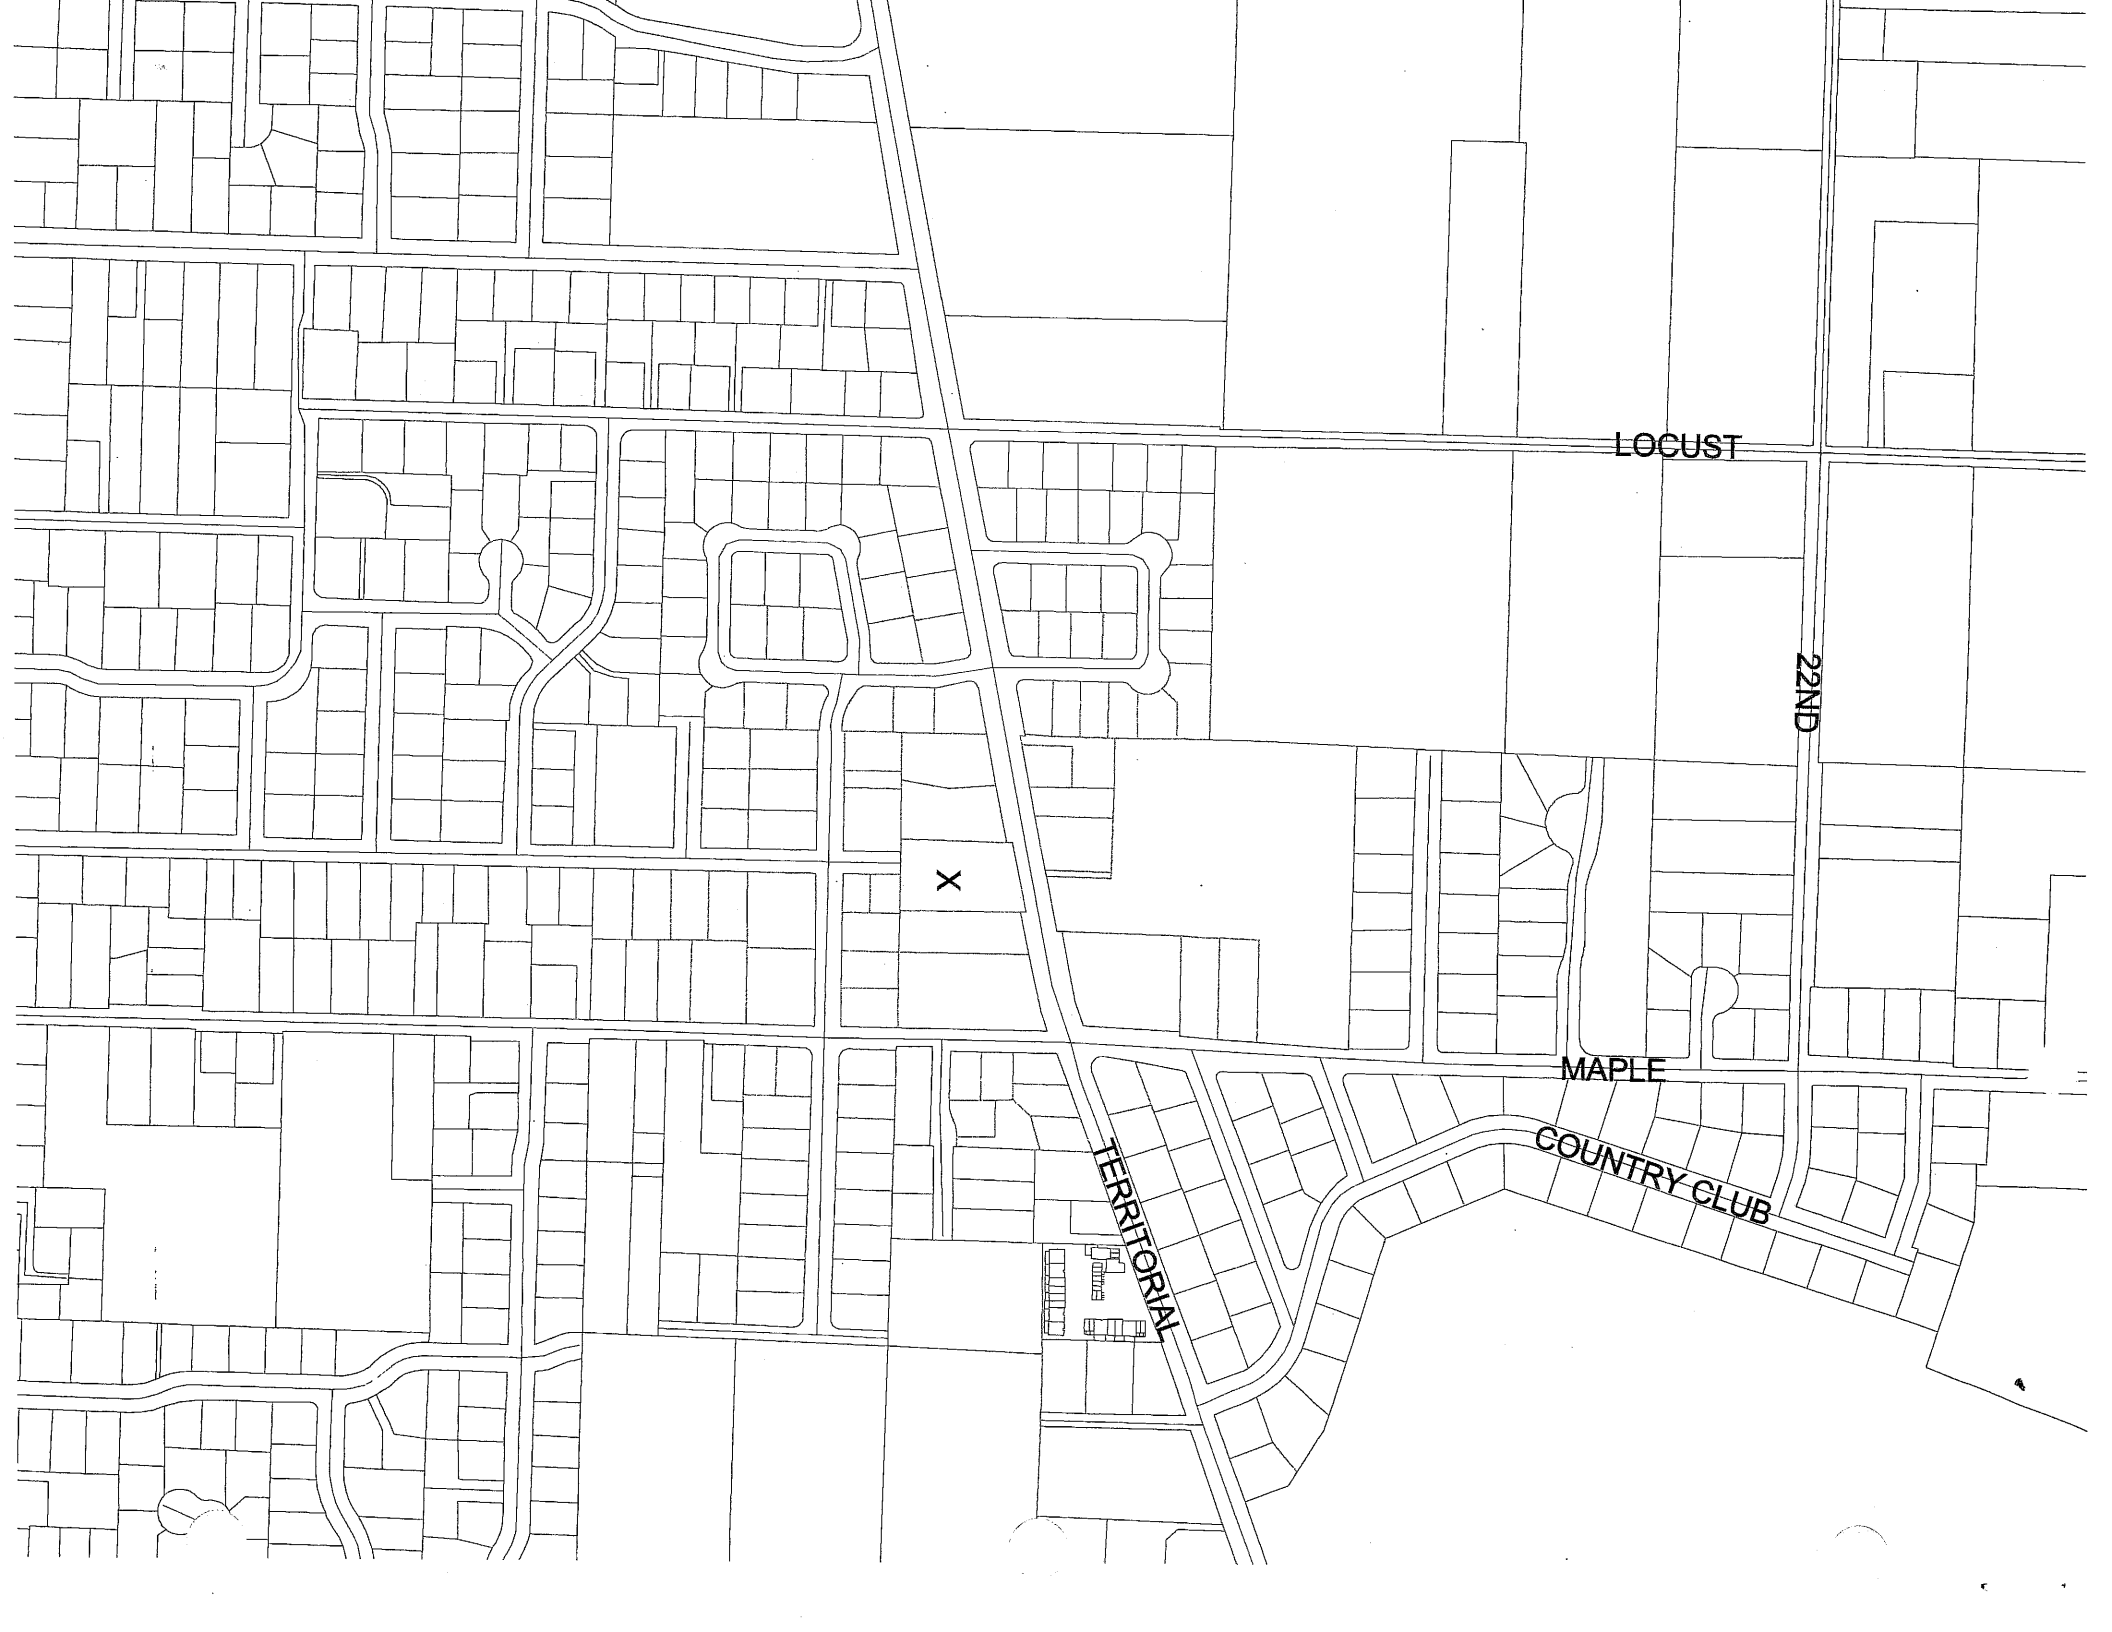 LOCUST
22ND
X
MAPLE
COUNTRY CLUB
TERRITORIAL